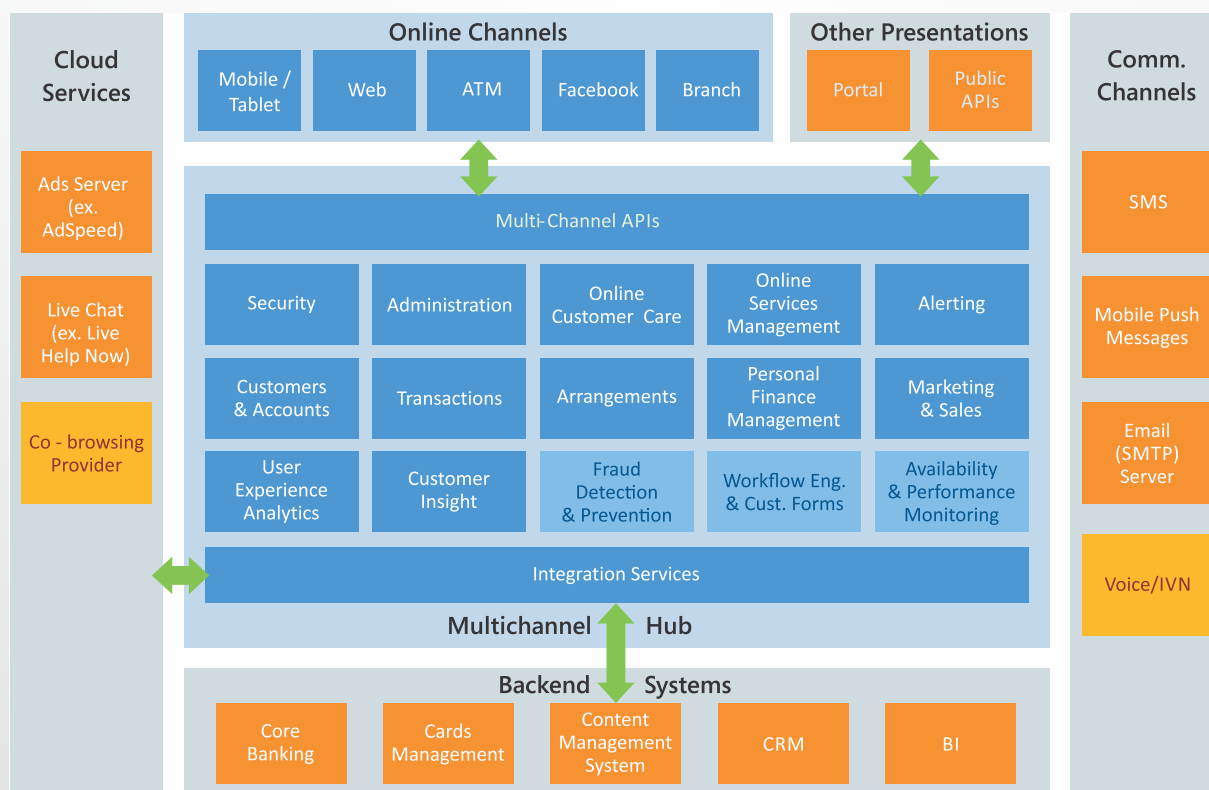 Cloud
Services
Ads Server
(ex.
AdSpeed)
Live Chat
(ex. Live
Help Now)
Co - browsing
Provider
Online Channels
Mobile /
Tablet
Web
ATM
Facebook
Branch
Other Presentations
Portal
Public
APIs
Multi-Channel APIs
Security
Administration
Online
Customer Care
Online
Services
Management
Alerting
Customers
& Accounts
Transactions
Arrangements
Personal
Finance
Management
Marketing
& Sales
User
Experience
Analytics
Customer
Insight
Fraud
Detection
& Prevention
Workflow Eng.
& Cust. Forms
Availability
& Performance
Monitoring
Integration Services
Multichannel Hub
Backend Systems
Core
Banking
Cards
Management
Content
Management
System
CRM
BI
Comm.
Channels
SMS
Mobile Push
Messages
Email
(SMTP)
Server
Voice/IVN